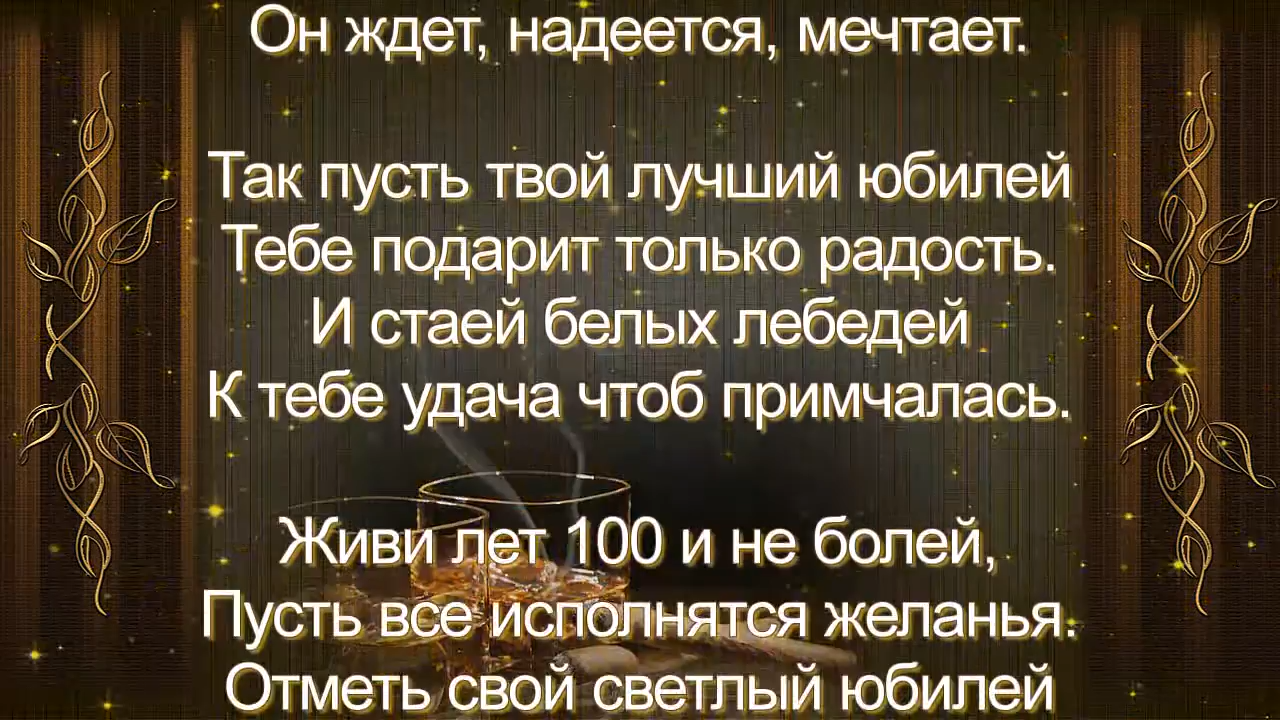 Он ждет, надеется, мечтает.
Так пусть твой лучший юбилей
Тебе подарит только радость.
И стаей белых лебедей
К тебе удача чтоб примчалась.
Живи лет 100 и не болей,
Пусть все исполнятся желанья.
Отметь свой светлый юбилей